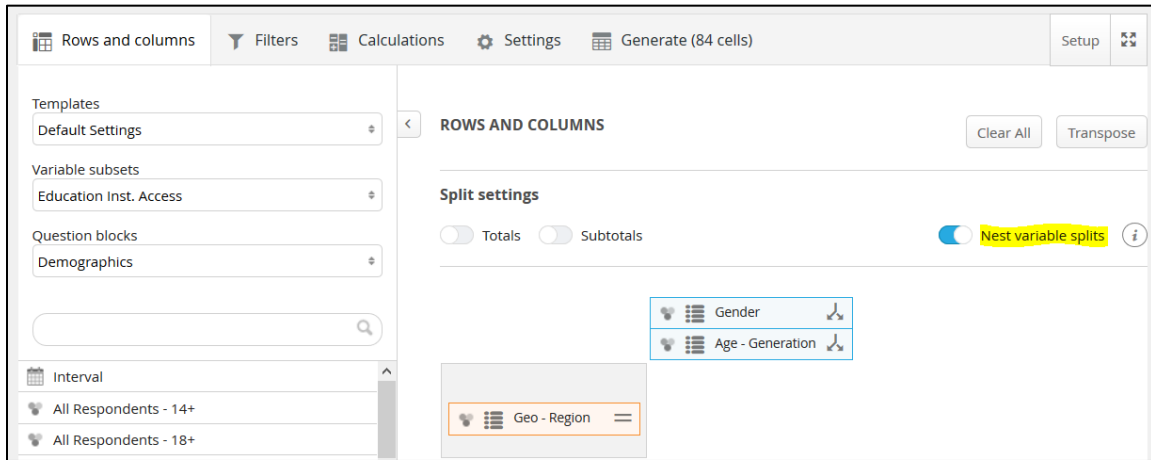 Rows and columns
Filters
Calculations
Settings
Generate (84 cells)
Setup
Templates
Default Settings
Variable subsets
Education Inst. Access
Question blocks
Demographics
Interval
All Respondents - 14+
All Respondents - 18+
ROWS AND COLUMNS
Clear All
Transpose
Split settings
Totals
Subtotals
Nest variable splits
i
Gender
Age - Generation
Geo - Region